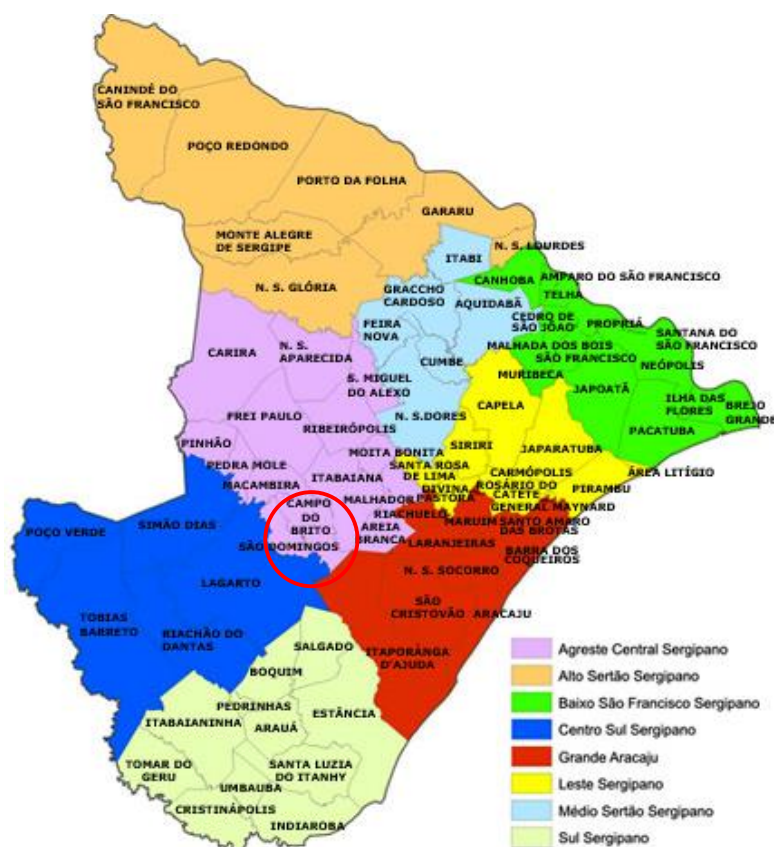 CANINDÉ DO
SÃO FRANCISCO
POÇO REDONDO
PORTO DA FOLHA
GARARU
MONTE ALEGRE
DE SERGIPE
N. S. LOURDES
ITABI
N. S. GLÓRIA
CANHOBA
AMPARO DO SÃO FRANCISCO
GRACCHO
CARDOSO
AQUIDABÃ
TELHA
FEIRA
NOVA
CEDRO DE
SÃO JOÃO
PROPRIÁ
SANTANA DO
SÃO FRANCISCO
CARIRA
N. S.
APARECIDA
CUMBE
MALHADA DOS BOIS
SÃO FRANCISCO
NEÓPOLIS
MURIBECA
S. MIGUEL
DO ALEXO
JAPOATÃ
ILHA DAS
FLORES
BREJO
GRANDE
FREI PAULO
RIBEIRÓPOLIS
N. S.DORES
CAPELA
PACATUBA
PINHÃO
MOITA BONITA
SIRIRI
JAPARATUBA
PEDRA MOLE
MACAMBIRA
ITABAIANA
SANTA ROSA
DE LIMA
DIVINA
PASTORA
CARMÓPOLIS
ROSÁRIO DO
CATETE
ÁREA LITÍGIO
PIRAMBU
GENERAL MAYNARD
MALHADOR
RIACHUELO
CAMPO
DO
BRITO
AREIA
BRANCA
MARUIM
SANTO AMARO
DAS BROTAS
POÇO VERDE
SIMÃO DIAS
SÃO DOMINGOS
LARANJEIRAS
BARRA DOS
COQUEIROS
LAGARTO
N. S. SOCORRO
SÃO
CRISTOVÃO
ARACAJU
TOBIAS
BARRETO
RIACHÃO DO
DANTAS
SALGADO
ITAPORÀNGA
D'AJUDA
BOQUIM
PEDRINHAS
ESTÂNCIA
ITABAIANINHA
ARAUÁ
TOMAR DO
GERU
SANTA LUZIA
DO ITANHY
UMBAUBA
CRISTINÁPOLIS
INDIAROBA
Agreste Central Sergipano
Alto Sertão Sergipano
Baixo São Francisco Sergipano
Centro Sul Sergipano
Grande Aracaju
Leste Sergipano
Médio Sertão Sergipano
Sul Sergipano